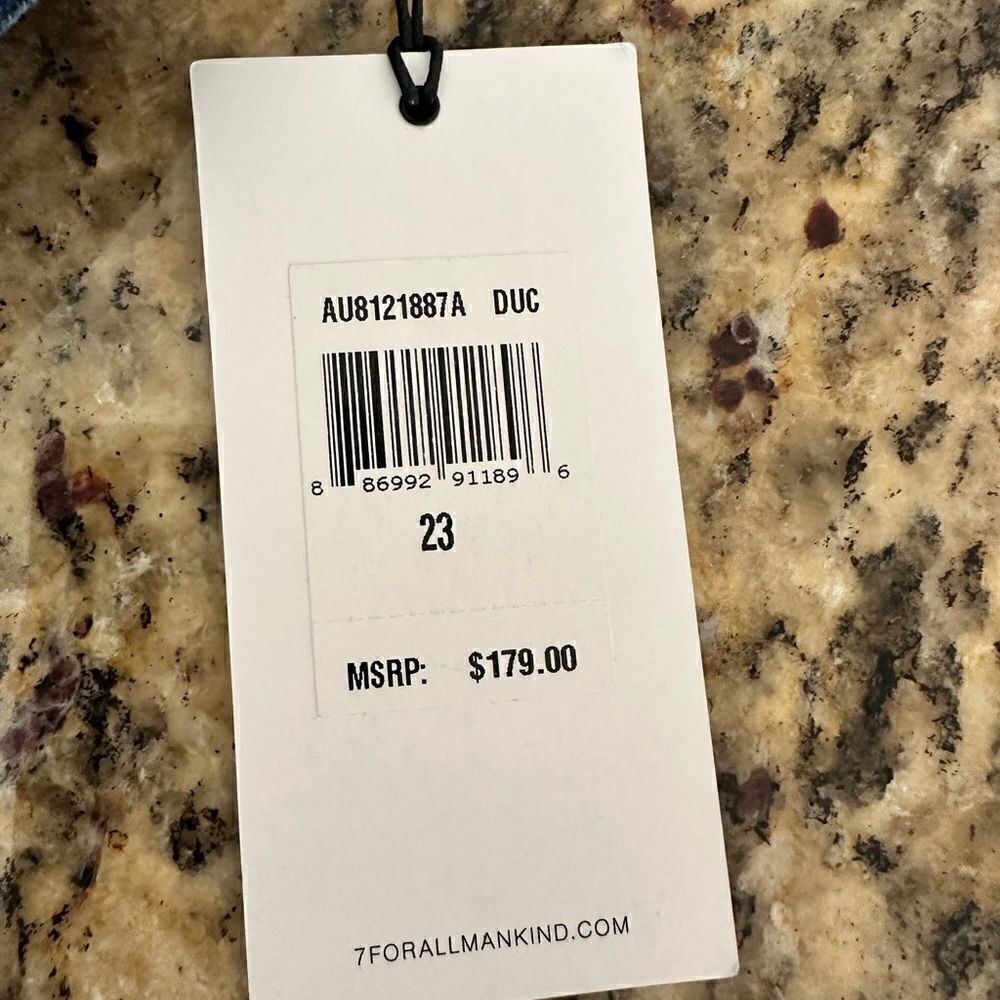 AU8121887A DUC
8 86992 91189 6
23
MSRP: $179.00
7FORALLMANKIND.COM